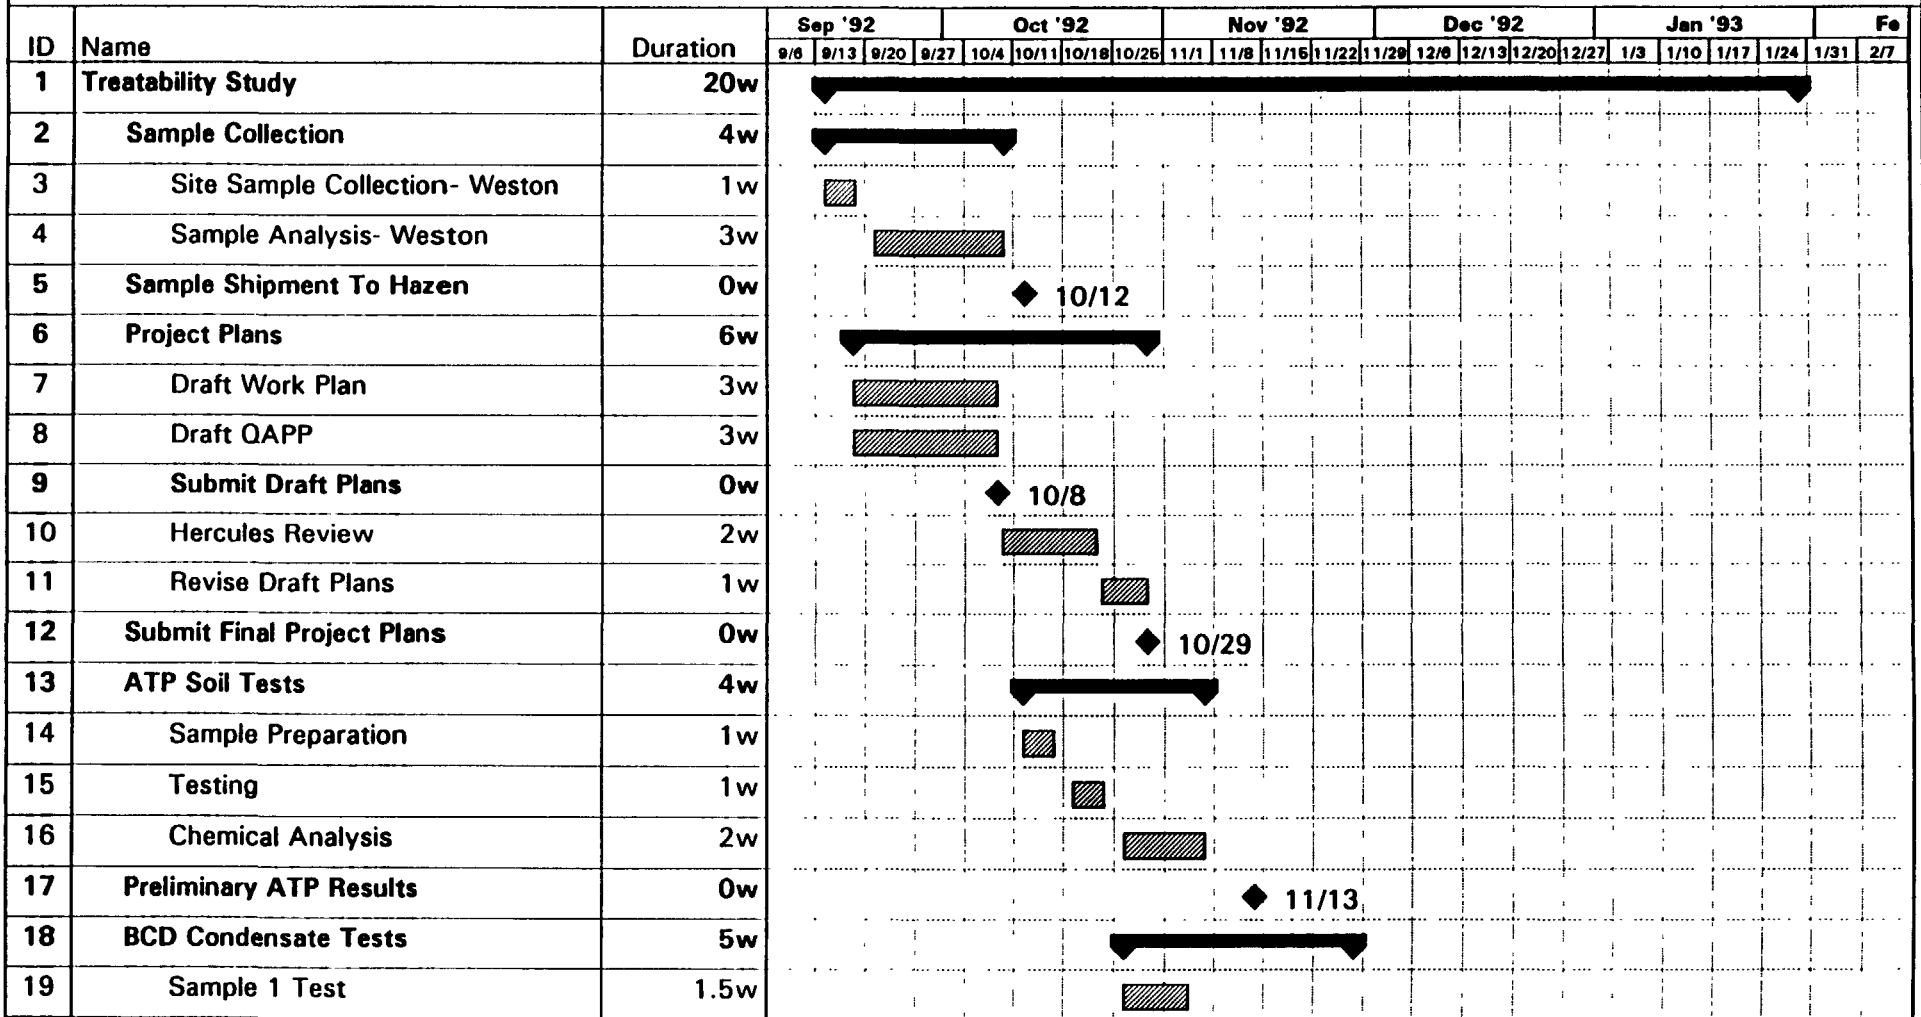 Sep '92 Oct '92 Nov '92 Dec '92 Jan '93 Fe
ID Name Duration 9/6 9/13 9/20 9/27 10/4 10/11 10/18 10/25 11/1 11/8 11/15 11/22 11/29 12/6 12/13 12/20 12/27 1/3 1/10 1/17 1/24 1/31 2/7
1 Treatability Study 20w
2 Sample Collection 4w
3 Site Sample Collection- Weston 1w
4 Sample Analysis- Weston 3w
5 Sample Shipment To Hazen 0w 10/12
6 Project Plans 6w
7 Draft Work Plan 3w
8 Draft QAPP 3w
9 Submit Draft Plans 0w 10/8
10 Hercules Review 2w
11 Revise Draft Plans 1w
12 Submit Final Project Plans 0w 10/29
13 ATP Soil Tests 4w
14 Sample Preparation 1w
15 Testing 1w
16 Chemical Analysis 2w
17 Preliminary ATP Results 0w 11/13
18 BCD Condensate Tests 5w
19 Sample 1 Test 1.5w